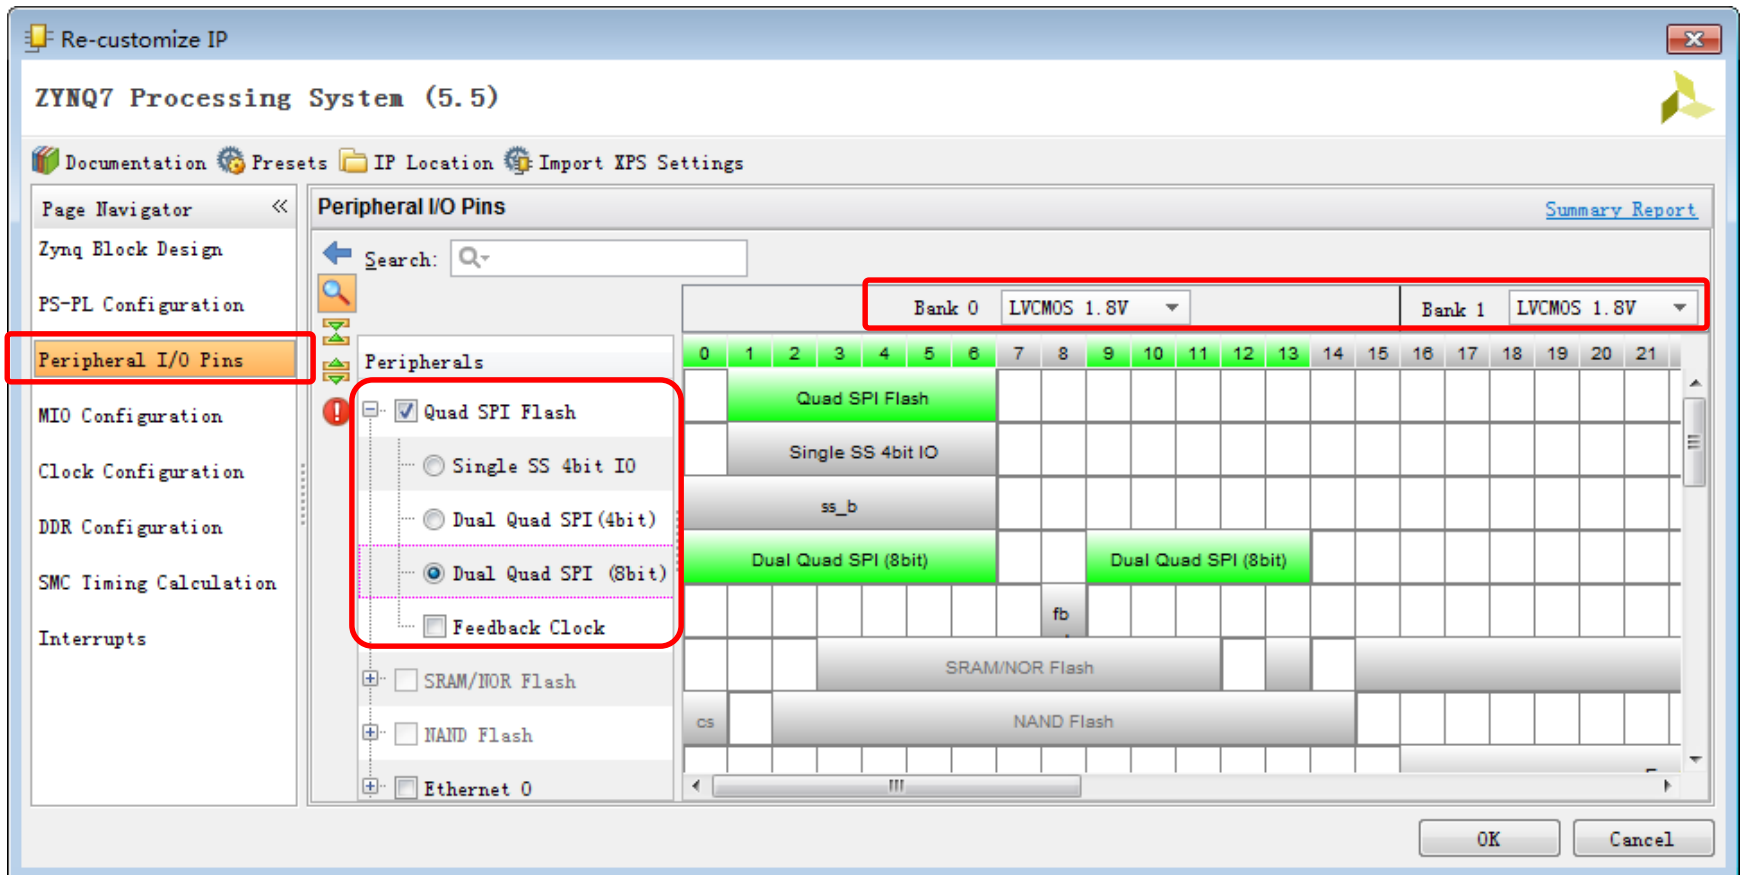 Re-customize IP
ZYNQ7 Processing System (5.5)
Documentation Presets IP Location Import XPS Settings
Page Navigator
Zynq Block Design
PS-PL Configuration
Peripheral I/O Pins
MIO Configuration
Clock Configuration
DDR Configuration
SMC Timing Calculation
Interrupts
Peripheral I/O Pins
Summary Report
Search:
Bank 0 LVCMOS 1.8V Bank 1 LVCMOS 1.8V
Peripherals
0 1 2 3 4 5 6 7 8 9 10 11 12 13 14 15 16 17 18 19 20 21
Quad SPI Flash
Quad SPI Flash
Single SS 4bit IO
Single SS 4bit IO
Dual Quad SPI(4bit)
ss_b
Dual Quad SPI (8bit)
Dual Quad SPI (8bit) Dual Quad SPI (8bit)
Feedback Clock
fb
SRAM/NOR Flash
SRAM/NOR Flash
NAND Flash
cs NAND Flash
Ethernet 0
OK Cancel